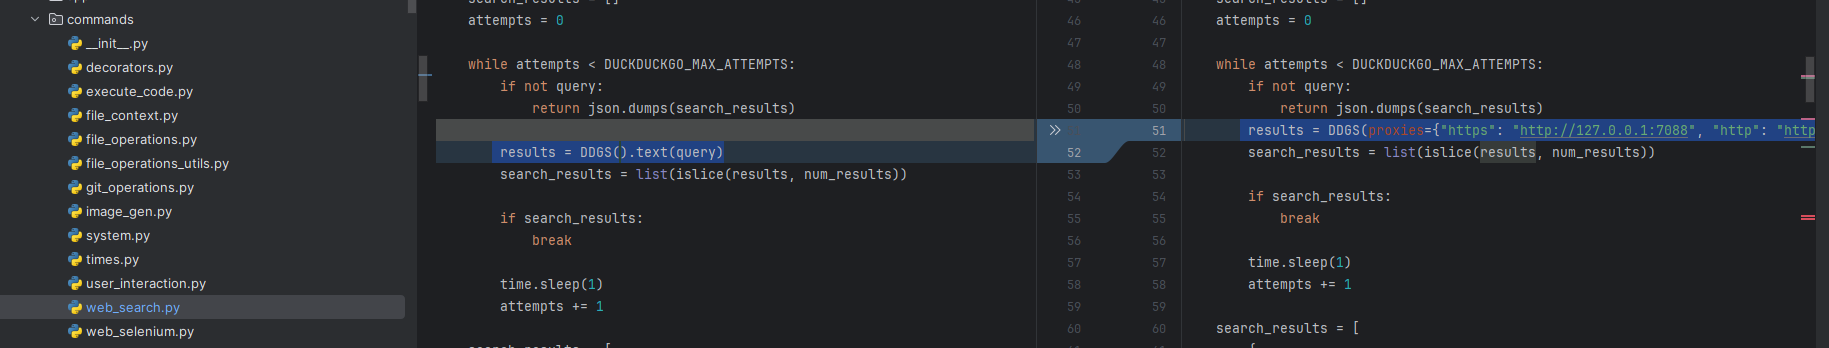 commands
__init__.py
decorators.py
execute_code.py
file_context.py
file_operations.py
file_operations_utils.py
git_operations.py
image_gen.py
system.py
times.py
user_interaction.py
web_search.py
web_selenium.py
attempts = 0 46
47
while attempts < DUCKDUCKGO_MAX_ATTEMPTS: 48
if not query: 49
return json.dumps(search_results) 50
results = DDGS().text(query) 52
search_results = list(islice(results, num_results)) 53
54
if search_results: 55
break 56
57
time.sleep(1) 58
attempts += 1 59
60
46 attempts = 0
47
48 while attempts < DUCKDUCKGO_MAX_ATTEMPTS:
49 if not query:
50 return json.dumps(search_results)
51 results = DDGS(proxies={"https": "http://127.0.0.1:7088", "http": "http
52 search_results = list(islice(results, num_results))
53
54 if search_results:
55 break
56
57 time.sleep(1)
58 attempts += 1
59
60 search_results = [